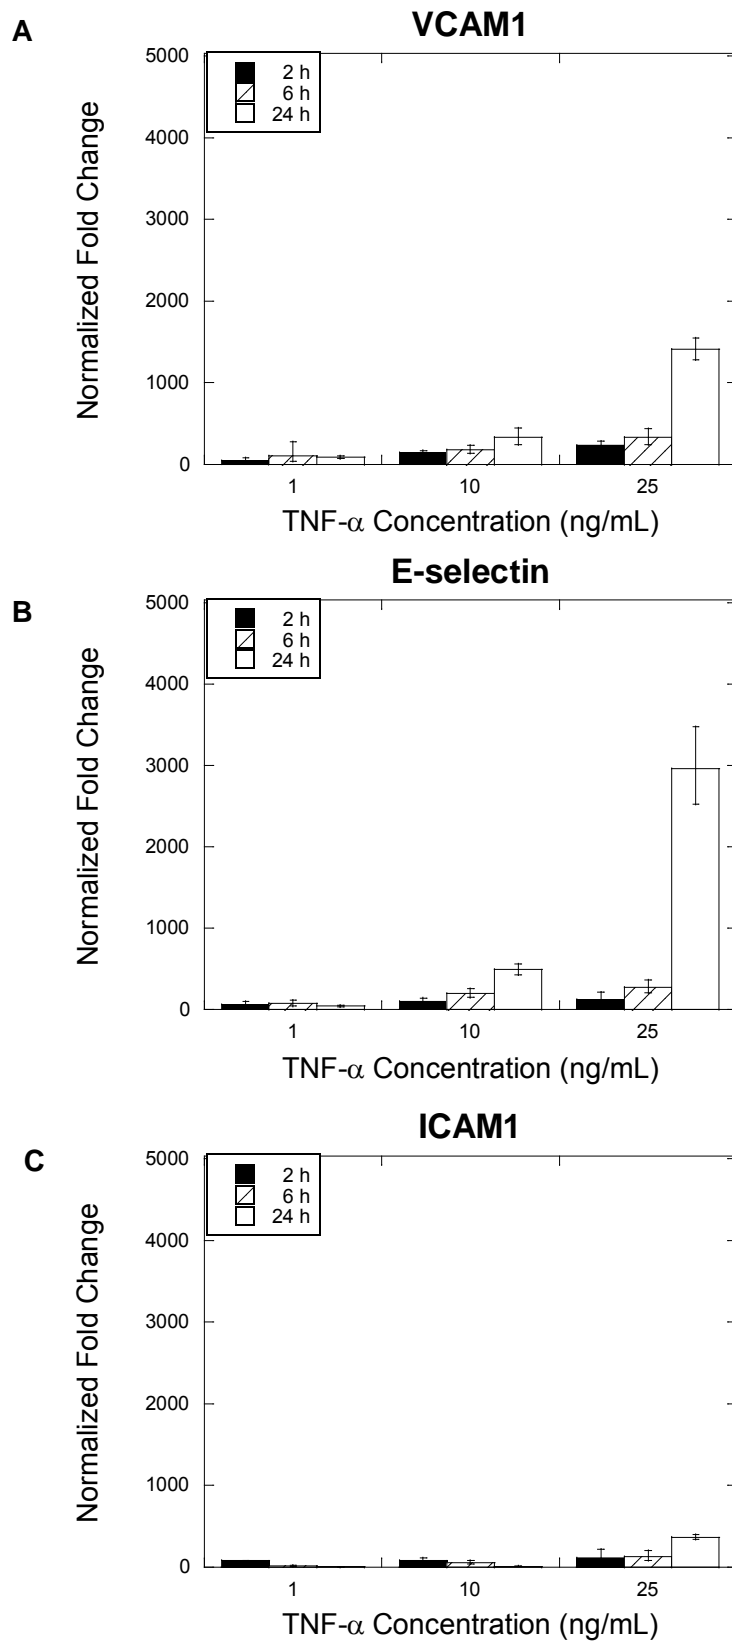 A
VCAM1
5000
4000
3000
2000
1000
0
Normalized Fold Change
2 h
6 h
24 h
1 10 25
TNF-α Concentration (ng/mL)
B
E-selectin
5000
4000
3000
2000
1000
0
Normalized Fold Change
2 h
6 h
24 h
1 10 25
TNF-α Concentration (ng/mL)
C
ICAM1
5000
4000
3000
2000
1000
0
Normalized Fold Change
2 h
6 h
24 h
1 10 25
TNF-α Concentration (ng/mL)